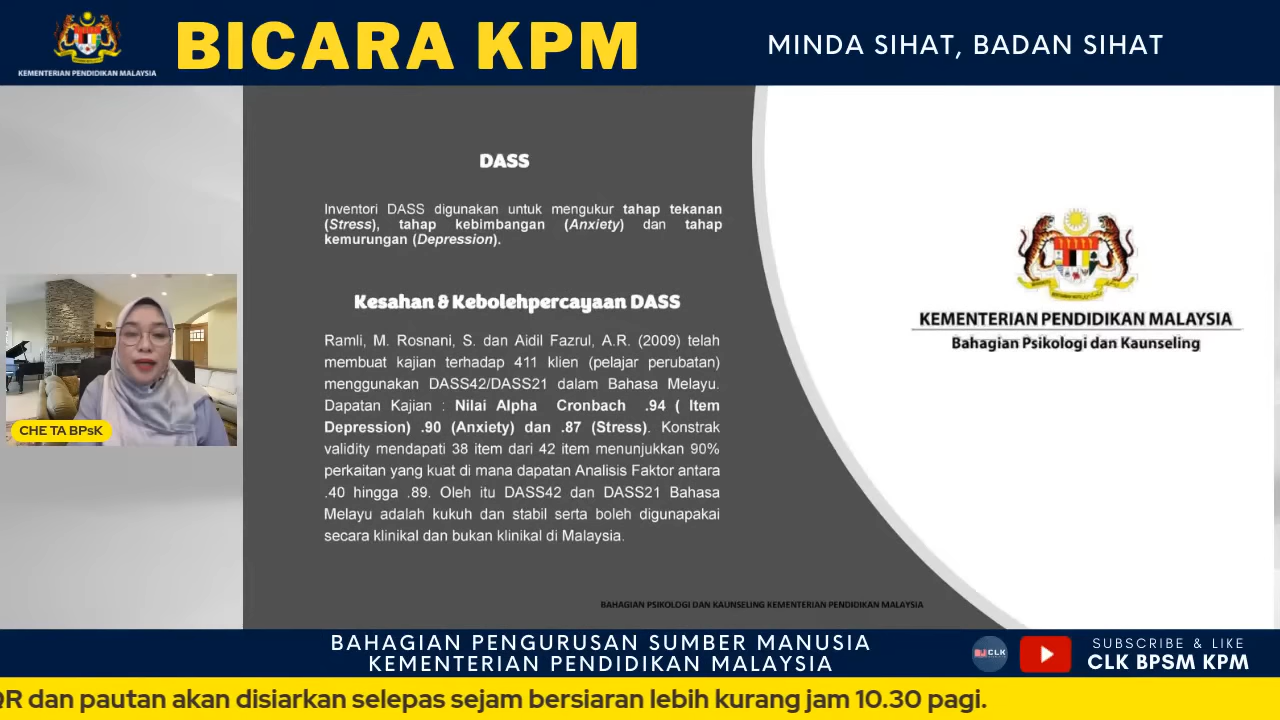 KEMENTERIAN PENDIDIKAN MALAYSIA
BICARA KPM
MINDA SIHAT, BADAN SIHAT
DASS
Inventori DASS digunakan untuk mengukur tahap tekanan
(Stress), tahap kebimbangan (Anxiety) dan tahap
kemurungan (Depression).
Kesahan & Kebolehpercayaan DASS
Ramli, M. Rosnani, S. dan Aidil Fazrul, A.R. (2009) telah
membuat kajian terhadap 411 klien (pelajar perubatan)
menggunakan DASS42/DASS21 dalam Bahasa Melayu.
Dapatan Kajian : Nilai Alpha Cronbach .94 ( Item
Depression) .90 (Anxiety) dan .87 (Stress). Konstrak
validity mendapati 38 item dari 42 item menunjukkan 90%
perkaitan yang kuat di mana dapatan Analisis Faktor antara
.40 hingga .89. Oleh itu DASS42 dan DASS21 Bahasa
Melayu adalah kukuh dan stabil serta boleh digunapakai
secara klinikal dan bukan klinikal di Malaysia.
KEMENTERIAN PENDIDIKAN MALAYSIA
Bahagian Psikologi dan Kaunseling
CHE TA BPsK
BAHAGIAN PSIKOLOGI DAN KAUNSELING KEMENTERIAN PENDIDIKAN MALAYSIA
BAHAGIAN PENGURUSAN SUMBER MANUSIA
KEMENTERIAN PENDIDIKAN MALAYSIA
CLK
SUBSCRIBE & LIKE
CLK BPSM KPM
QR dan pautan akan disiarkan selepas sejam bersiaran lebih kurang jam 10.30 pagi.